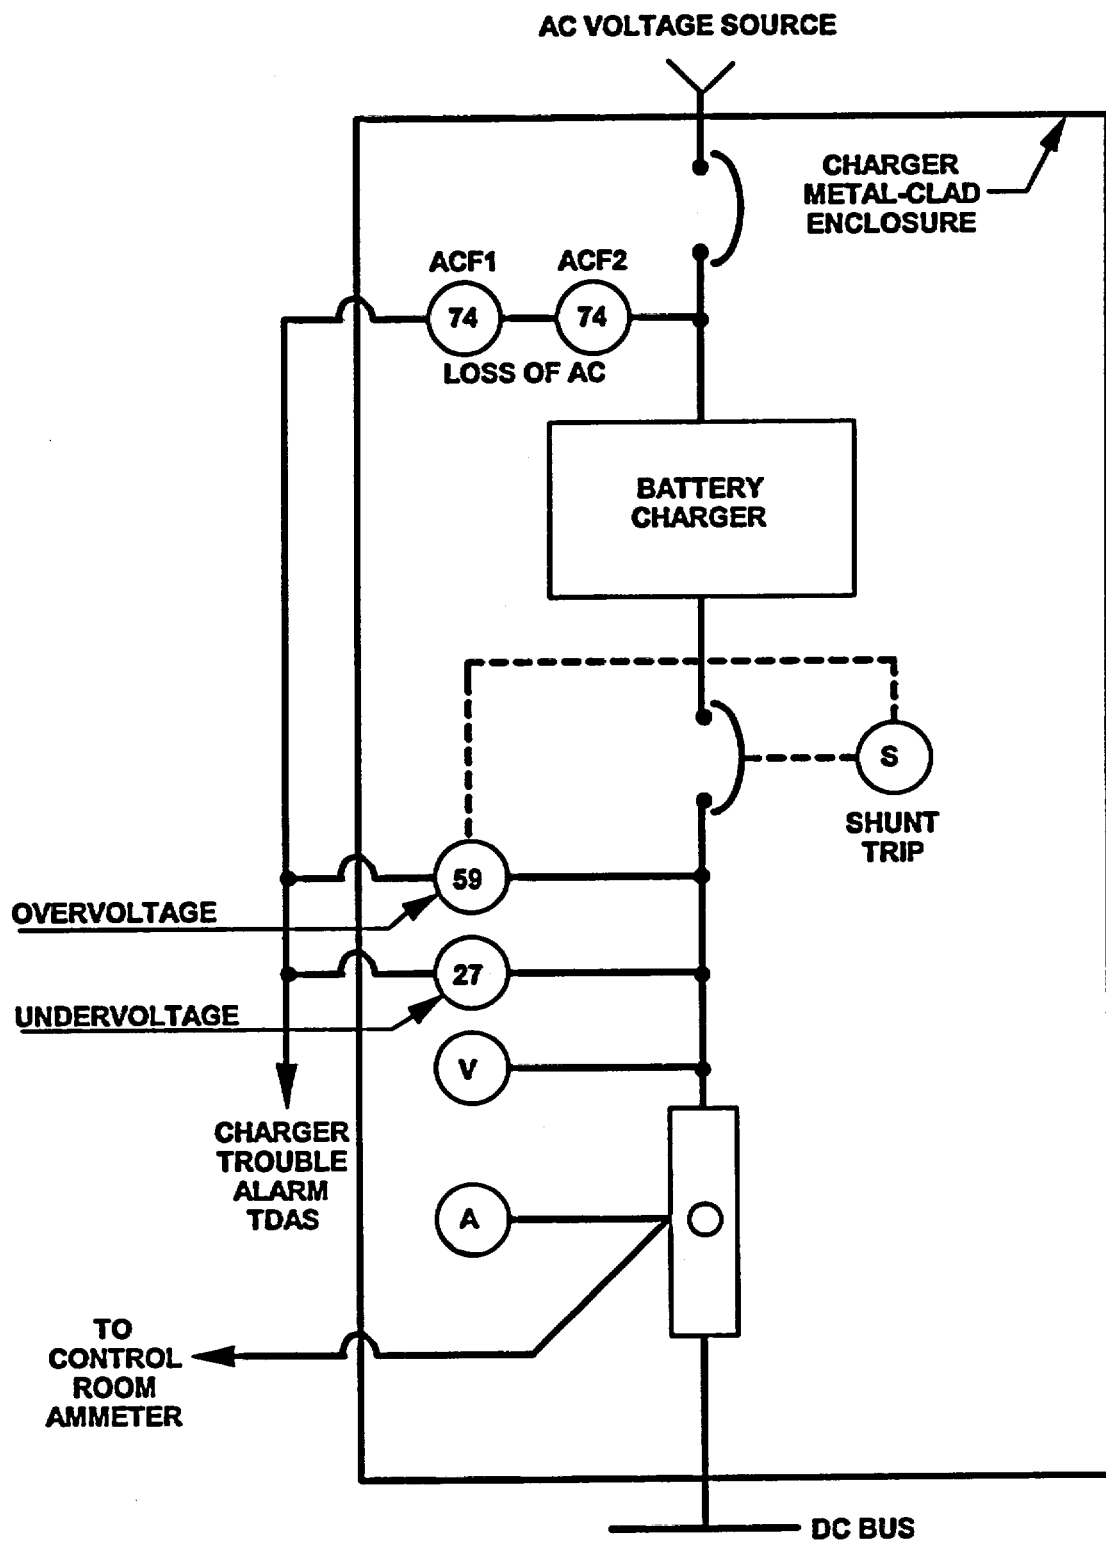 AC VOLTAGE SOURCE
CHARGER
METAL-CLAD
ENCLOSURE
ACF1
ACF2
74
74
LOSS OF AC
BATTERY
CHARGER
S
SHUNT
TRIP
59
OVERVOLTAGE
27
UNDERVOLTAGE
V
CHARGER
TROUBLE
ALARM
TDAS
A
TO
CONTROL
ROOM
AMMETER
DC BUS